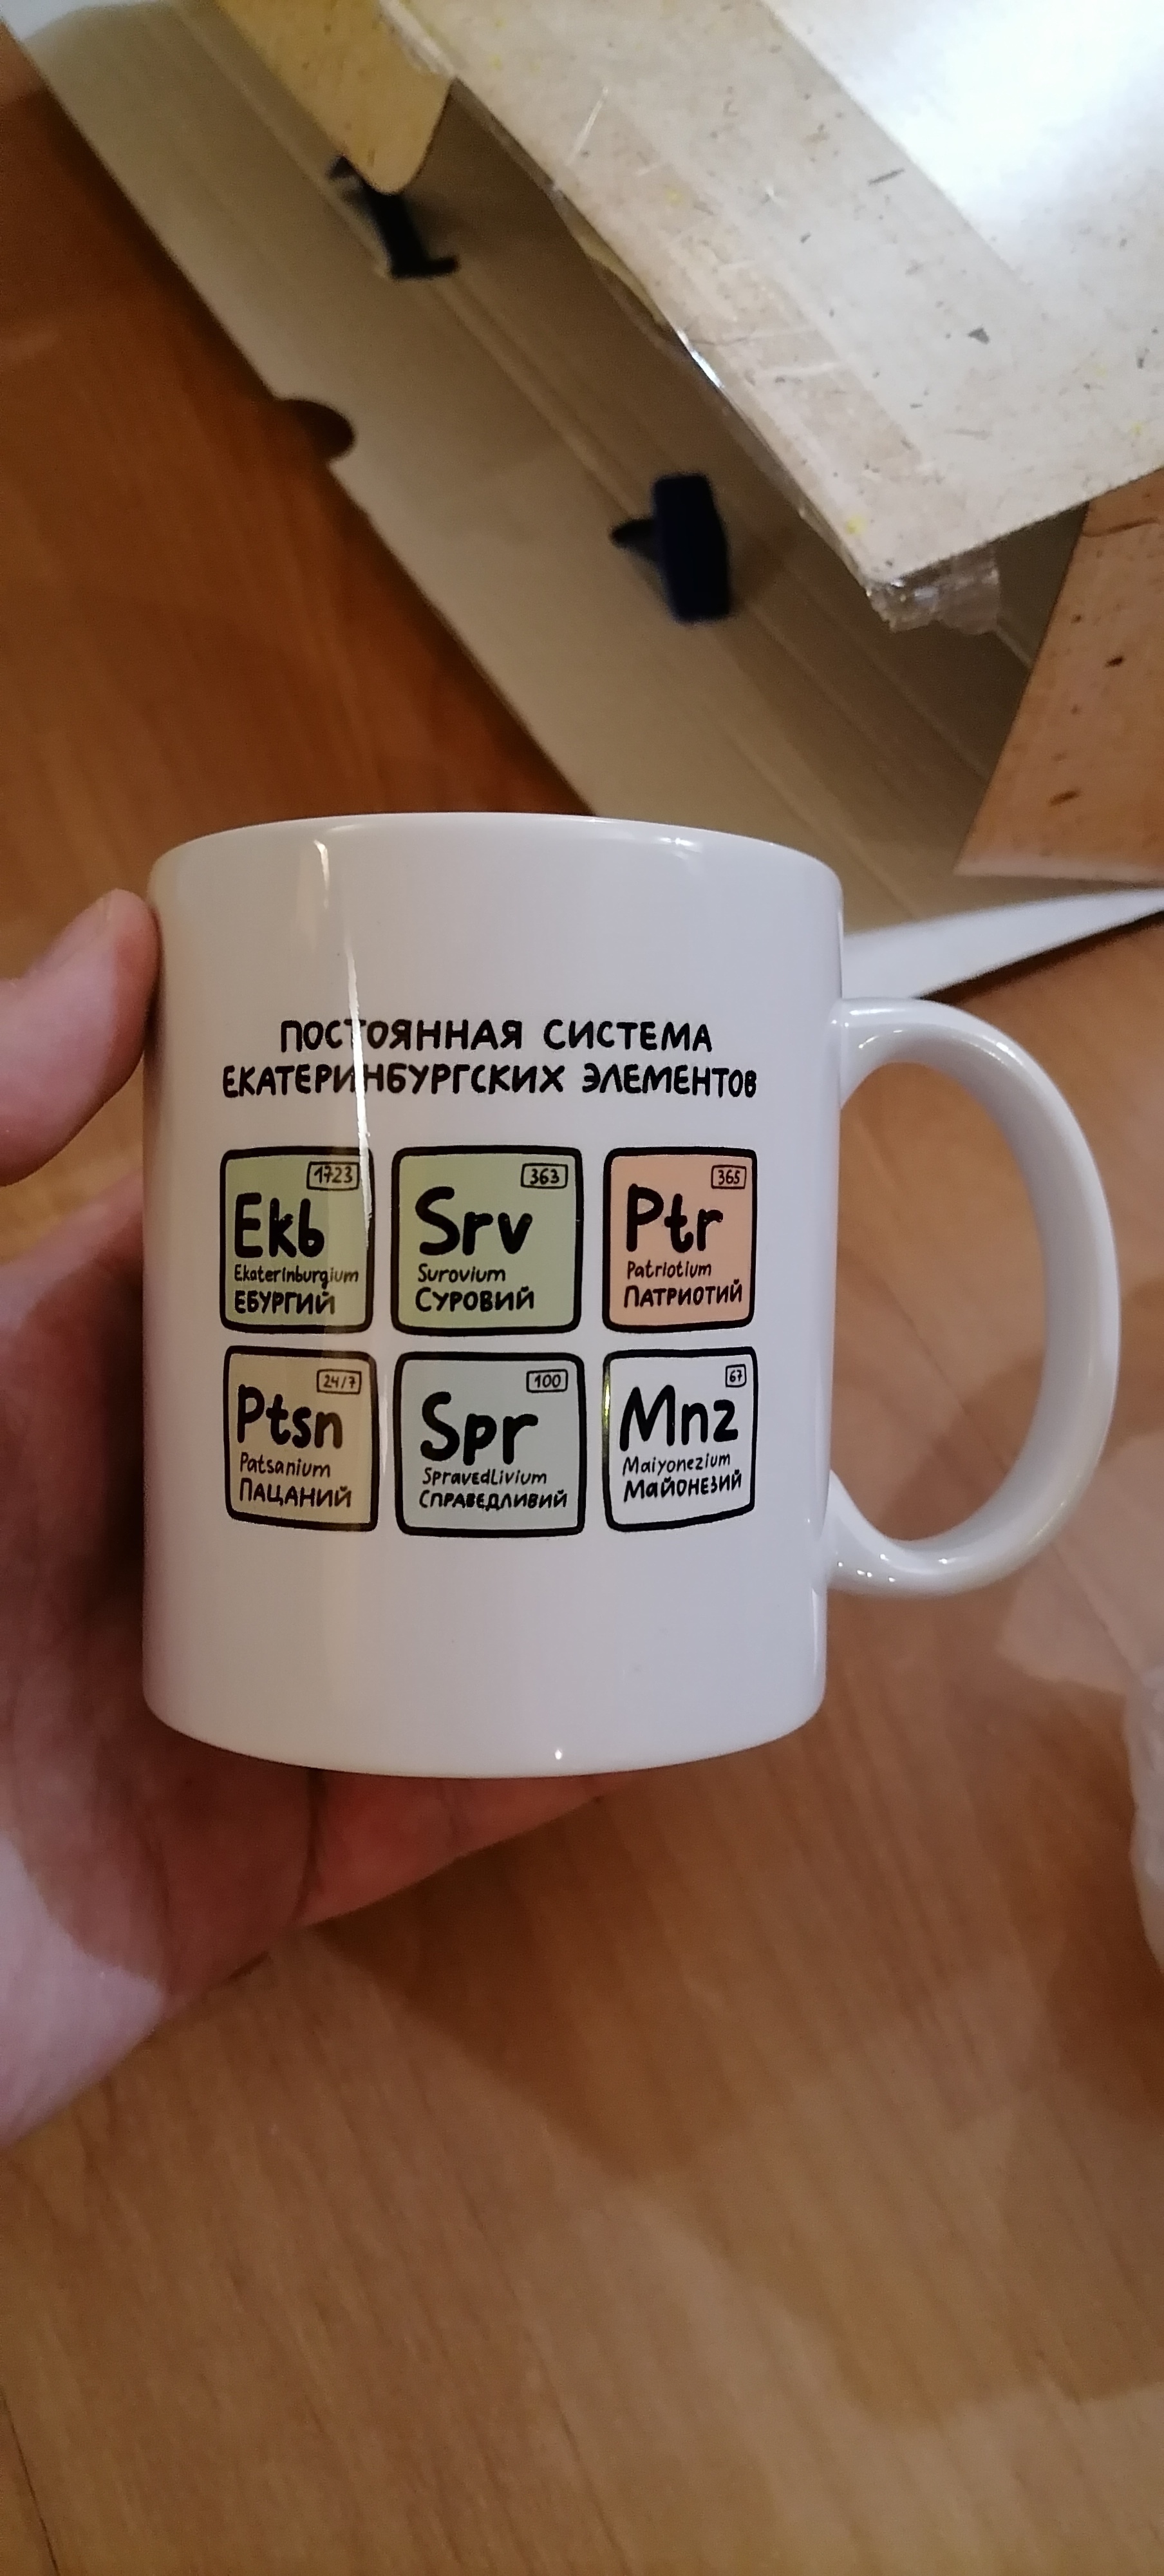 ПОСТОЯННАЯ СИСТЕМА
ЕКАТЕРИНБУРГСКИХ ЭЛЕМЕНТОВ
1723
Ekb
Ekaterinburgium
ЕБУРГИЙ
363
Srv
Surovium
СУРОВИЙ
365
Ptr
Patriotium
ПАТРИОТИЙ
24/7
Ptsn
Patsanium
ПАЦАНИЙ
100
Spr
Spravedlivium
СПРАВЕДЛИВИЙ
67
Mnz
Maiyonezium
МАЙОНЕЗИЙ